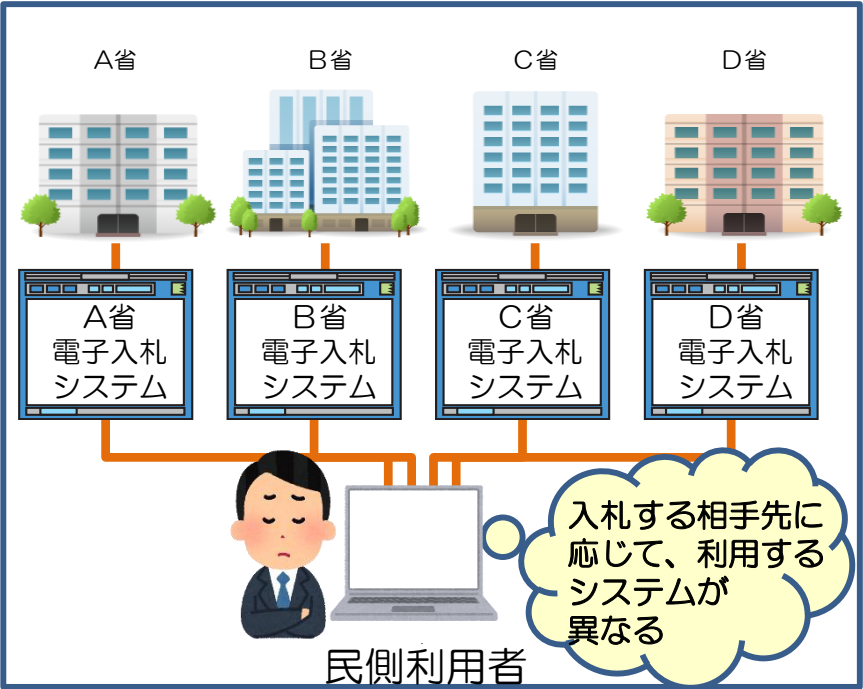 A省
B省
C省
D省
A省
電子入札
システム
B省
電子入札
システム
C省
電子入札
システム
D省
電子入札
システム
入札する相手先に
応じて、利用する
システムが
異なる
民側利用者